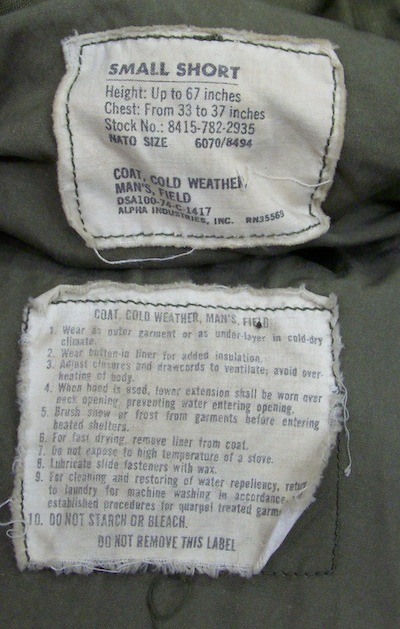 SMALL SHORT
Height: Up to 67 inches
Chest: From 33 to 37 inches
Stock No.: 8415-782-2935
NATO SIZE 6070/8494
COAT, COLD WEATHER,
MAN'S, FIELD
DSA100-74-C-1417
ALPHA INDUSTRIES, INC. RN35563
COAT, COLD WEATHER, MAN'S, FIELD
1. Wear as outer garment or as under-layer in cold-dry
climate.
2. Wear button-in liner for added insulation.
3. Adjust closures and drawcords to ventilate; avoid over-
heating of body.
4. When hood is used, lower extension shall be worn over
neck opening, preventing water entering opening.
5. Brush snow or frost from garments before entering
heated shelters.
6. For fast drying, remove liner from coat.
7. Do not expose to high temperature of a stove.
8. Lubricate slide fasteners with wax.
9. For cleaning and restoring of water repellency,
to laundry for machine washing in accordance
established procedures for quarpel treated
10. DO NOT STARCH OR BLEACH.
DO NOT REMOVE THIS LABEL